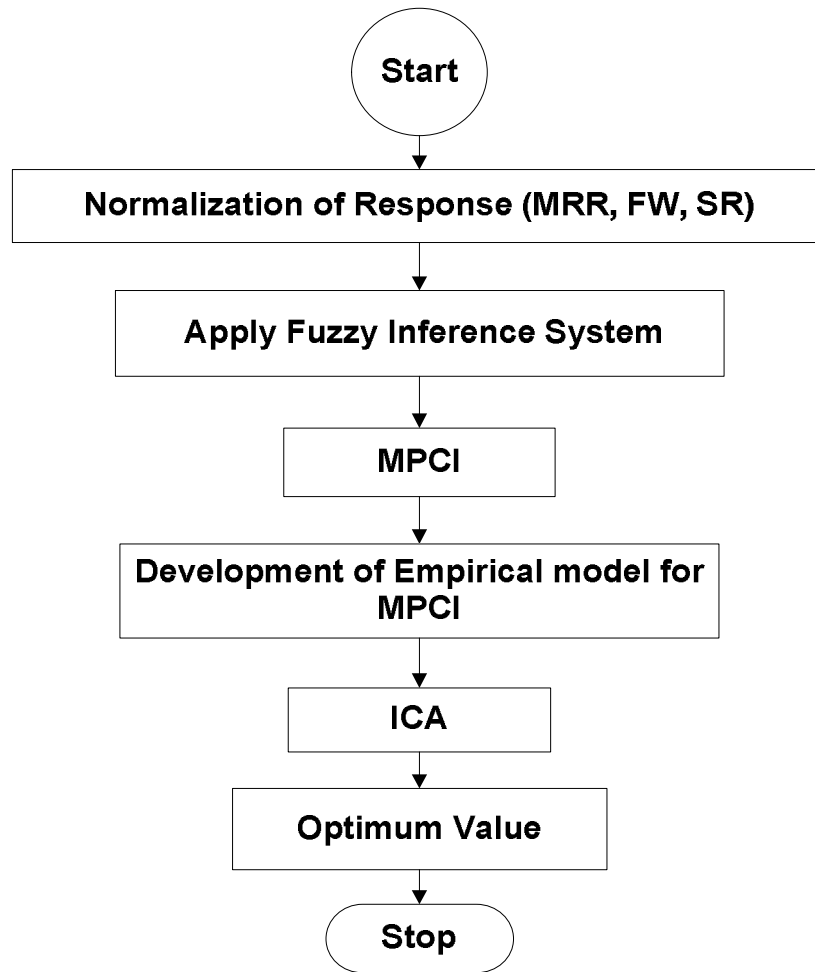 Start
Normalization of Response (MRR, FW, SR)
Apply Fuzzy Inference System
MPCI
Development of Empirical model for
MPCI
ICA
Optimum Value
Stop